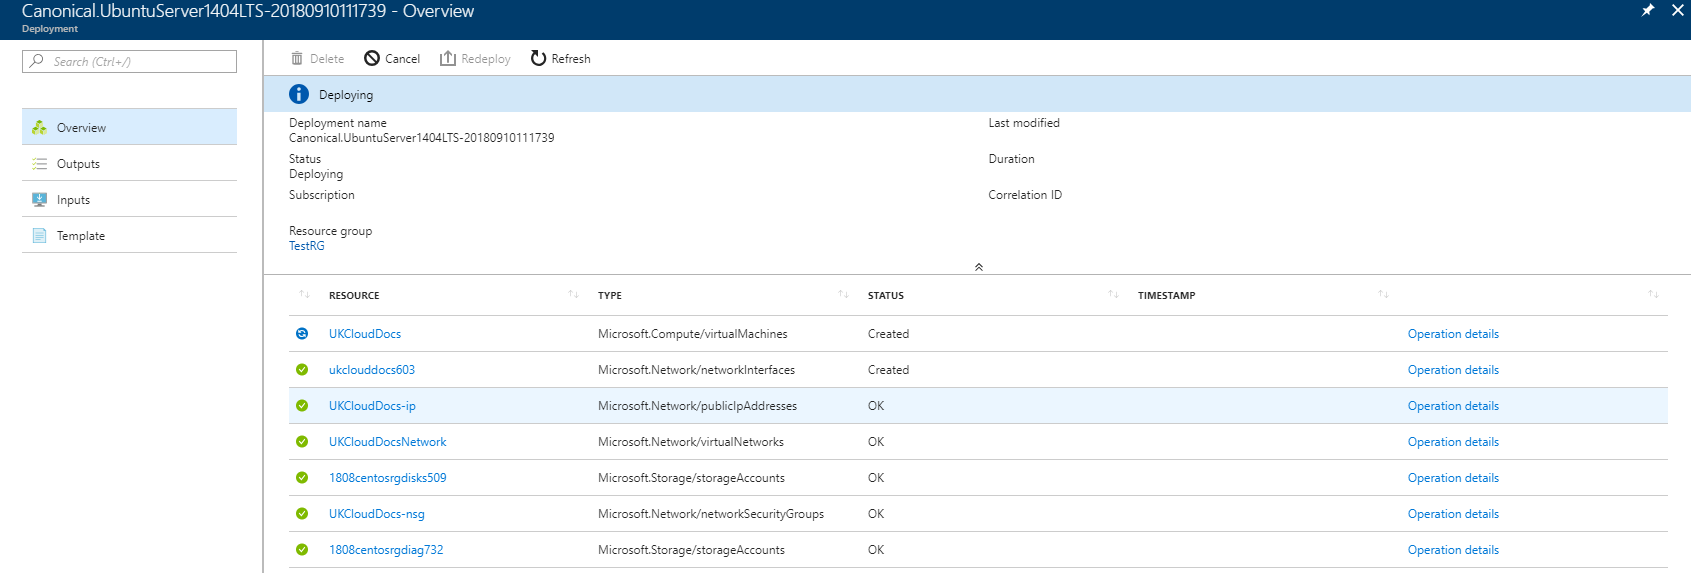 Canonical.UbuntuServer1404LTS-20180910111739 - Overview
Deployment
Search (Ctrl+/)
Overview
Outputs
Inputs
Template
Delete Cancel Redeploy Refresh
Deploying
Deployment name
Canonical.UbuntuServer1404LTS-20180910111739
Status
Deploying
Subscription
Resource group
TestRG
Last modified
Duration
Correlation ID
RESOURCE TYPE STATUS TIMESTAMP
UKCloudDocs Microsoft.Compute/virtualMachines Created Operation details
ukclouddocs603 Microsoft.Network/networkInterfaces Created Operation details
UKCloudDocs-ip Microsoft.Network/publicIpAddresses OK Operation details
UKCloudDocsNetwork Microsoft.Network/virtualNetworks OK Operation details
1808centosrgdisks509 Microsoft.Storage/storageAccounts OK Operation details
UKCloudDocs-nsg Microsoft.Network/networkSecurityGroups OK Operation details
1808centosrgdiag732 Microsoft.Storage/storageAccounts OK Operation details